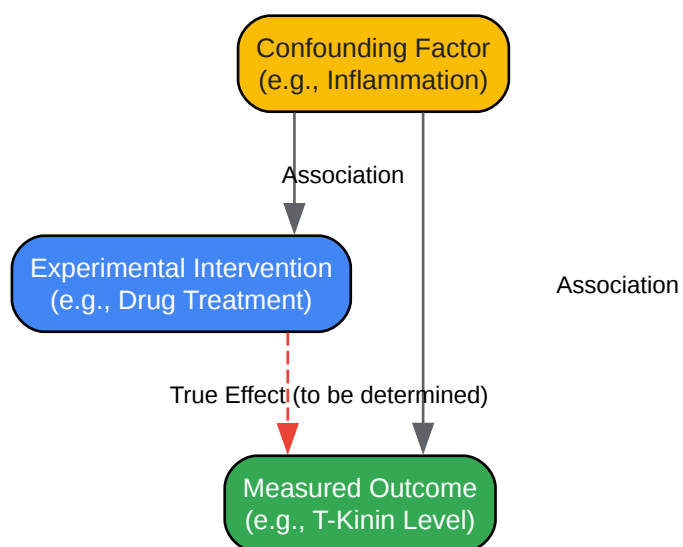 Confounding Factor
(e.g., Inflammation)
Association
Experimental Intervention
(e.g., Drug Treatment)
Association
True Effect (to be determined)
Measured Outcome
(e.g., T-Kinin Level)